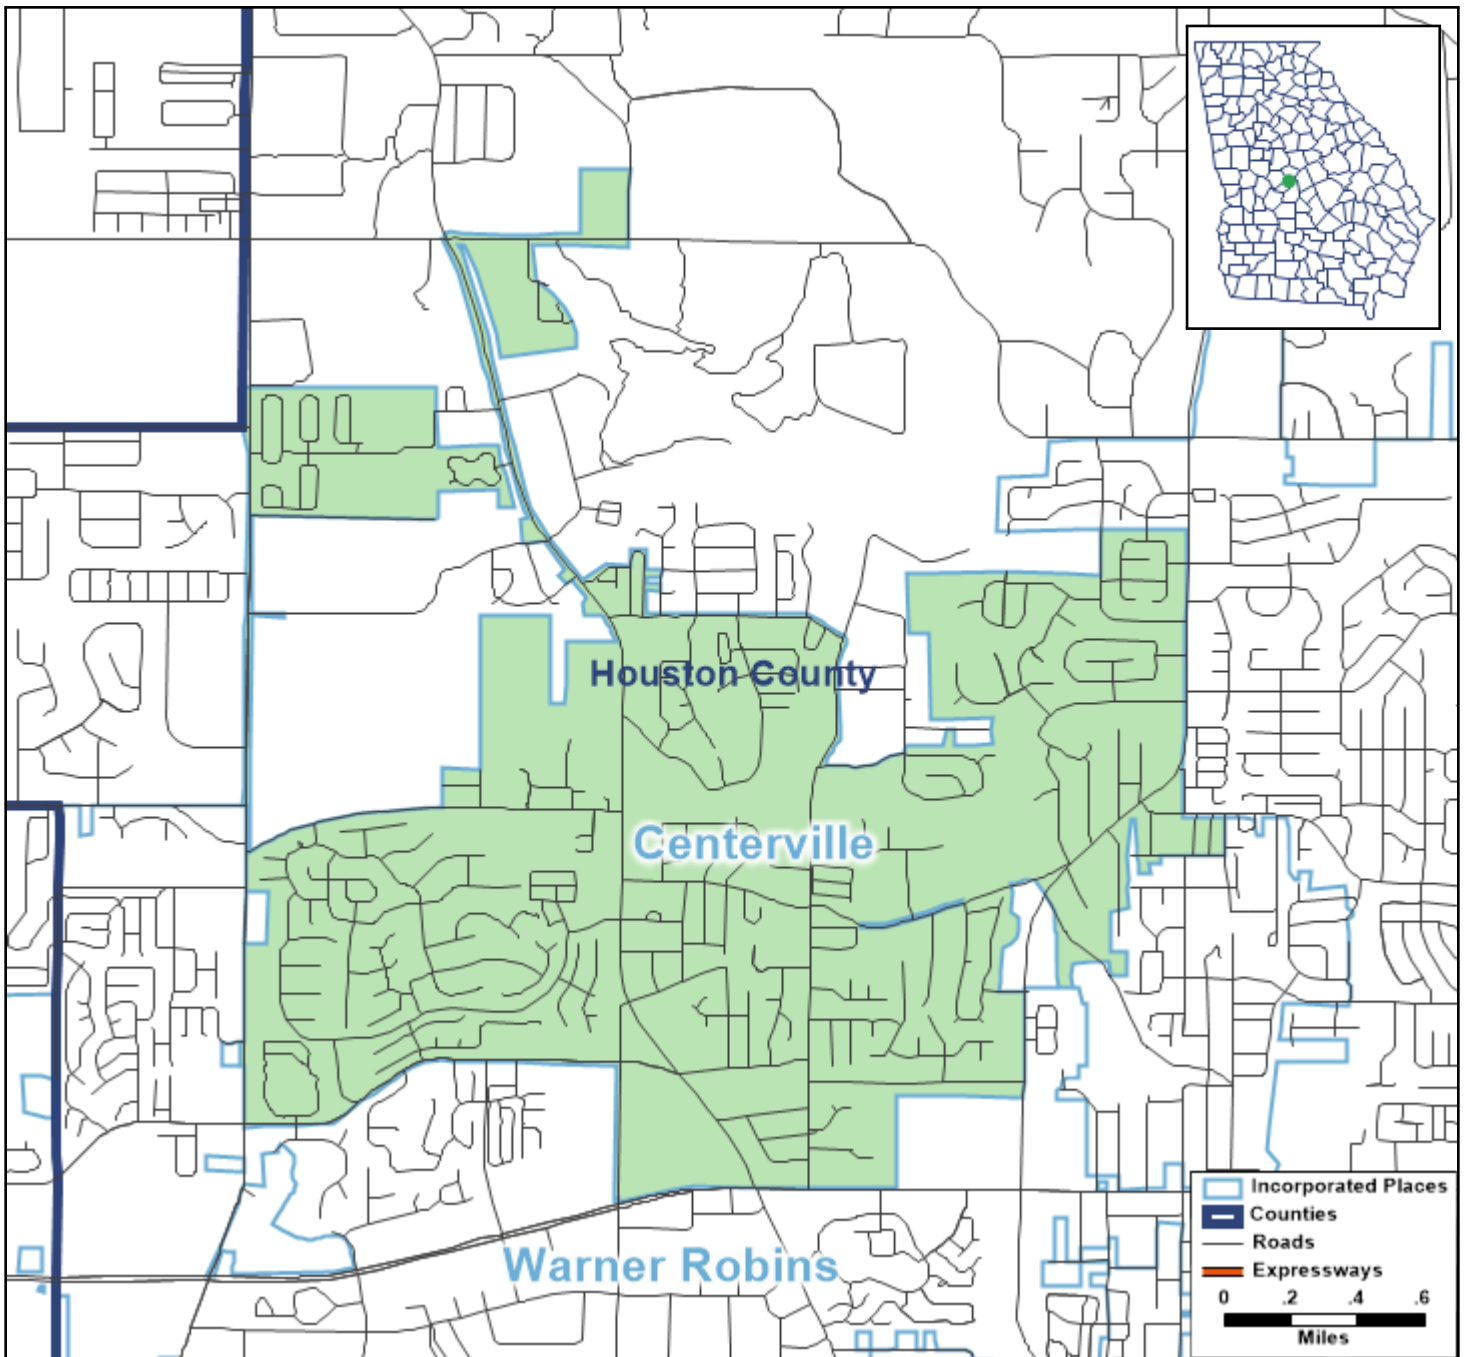 Houston County
Centerville
Warner Robins
Incorporated Places
Counties
Roads
Expressways
0 .2 .4 .6
Miles